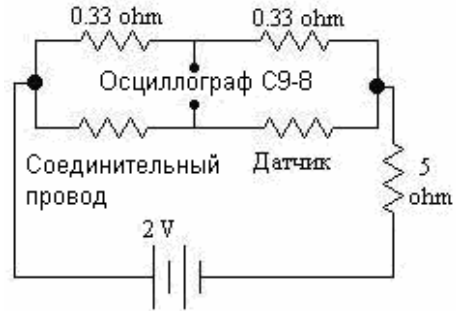 0.33 ohm 0.33 ohm
Осциллограф С9-8
Соединительный
провод
Датчик
5
ohm
2 V